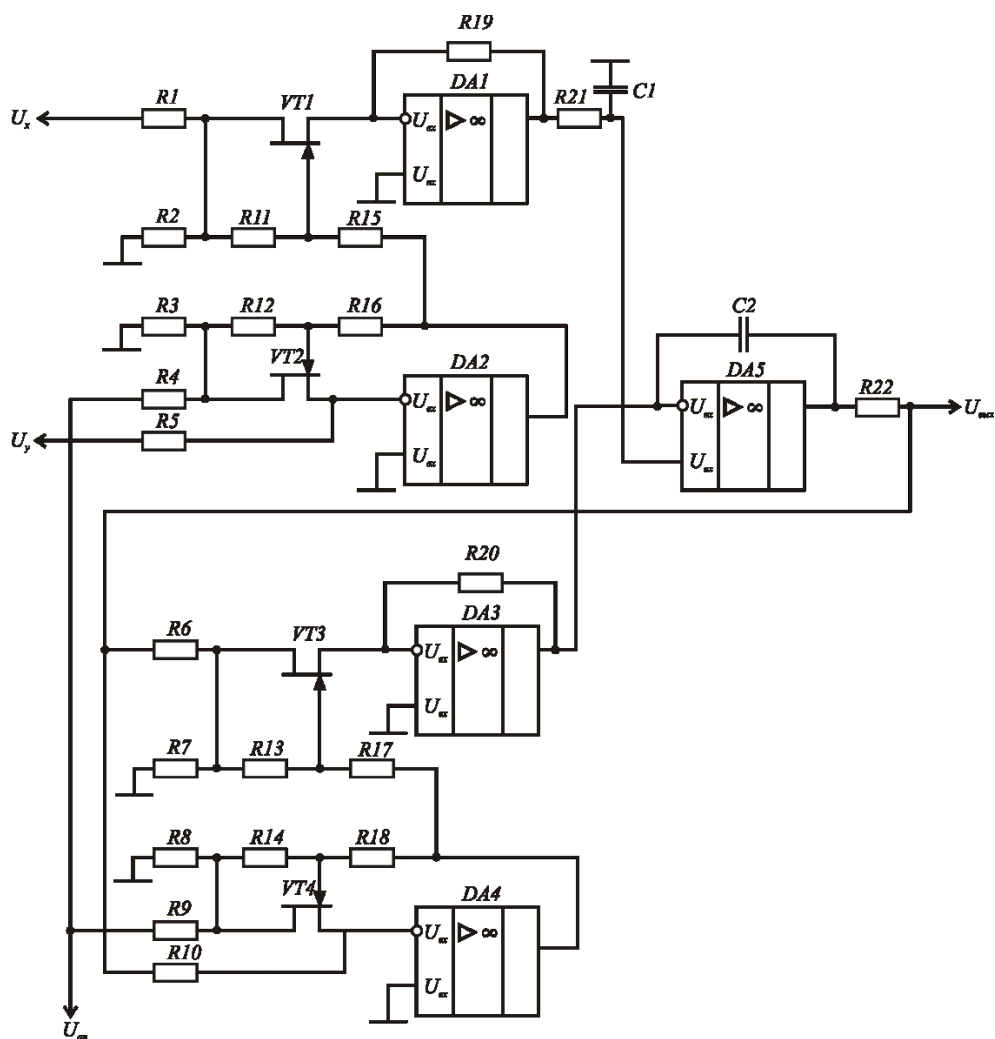 R19
DA1
R1
VT1
R21
C1
Uₓ
Uвх
▷ ∞
Uвх
R2
R11
R15
R3
R12
R16
C2
VT2
DA2
DA5
R4
R22
Uвх
▷ ∞
Uвх
▷ ∞
Uвых
R5
Uᵧ
Uвх
Uвх
R20
DA3
R6
VT3
Uвх
▷ ∞
Uвх
R7
R13
R17
R8
R14
R18
VT4
DA4
R9
Uвх
▷ ∞
R10
Uвх
Uоп